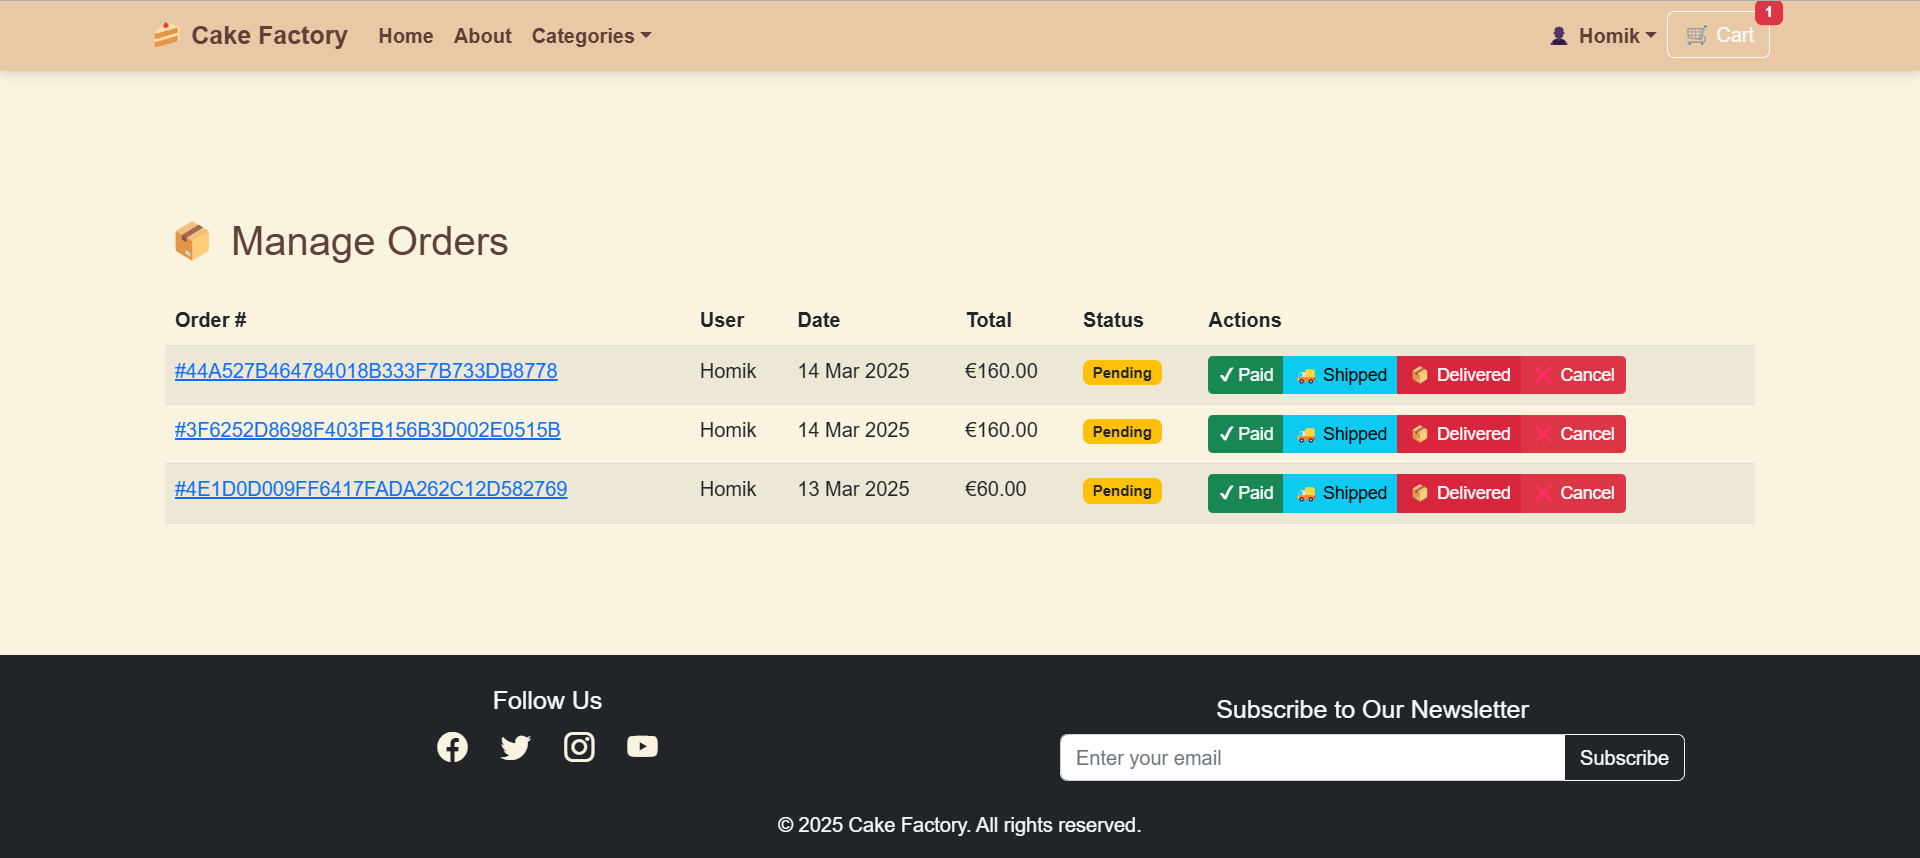 Cake Factory Home About Categories Homik Cart 1
Manage Orders
Order # User Date Total Status Actions
#44A527B464784018B333F7B733DB8778 Homik 14 Mar 2025 €160.00 Pending ✓ Paid Shipped Delivered Cancel
#3F6252D8698F403FB156B3D002E0515B Homik 14 Mar 2025 €160.00 Pending ✓ Paid Shipped Delivered Cancel
#4E1D0D009FF6417FADA262C12D582769 Homik 13 Mar 2025 €60.00 Pending ✓ Paid Shipped Delivered Cancel
Follow Us
Subscribe to Our Newsletter
Enter your email Subscribe
© 2025 Cake Factory. All rights reserved.